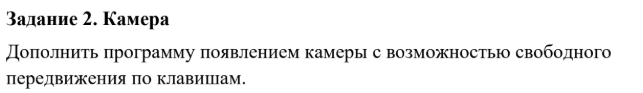 Задание 2. Камера
Дополнить программу появлением камеры с возможностью свободного
передвижения по клавишам.